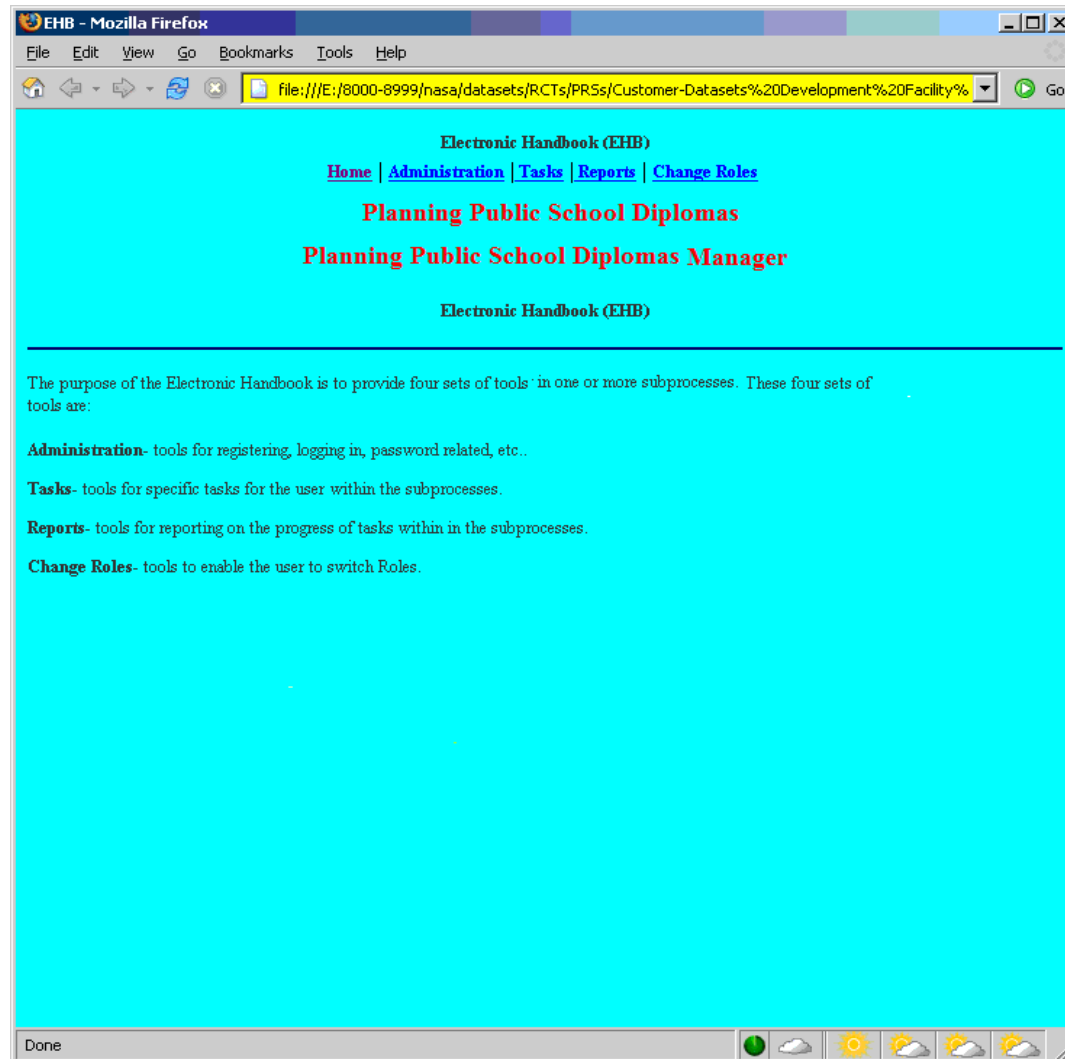 EHB - Mozilla Firefox
File Edit View Go Bookmarks Tools Help
file:///E:/8000-8999/nasa/datasets/RCTs/PRSs/Customer-Datasets%20Development%20Facility% Go
Electronic Handbook (EHB)
Home | Administration | Tasks | Reports | Change Roles
Planning Public School Diplomas
Planning Public School Diplomas Manager
Electronic Handbook (EHB)
The purpose of the Electronic Handbook is to provide four sets of tools in one or more subprocesses. These four sets of
tools are:
Administration- tools for registering, logging in, password related, etc..
Tasks- tools for specific tasks for the user within the subprocesses.
Reports- tools for reporting on the progress of tasks within in the subprocesses.
Change Roles- tools to enable the user to switch Roles.
Done